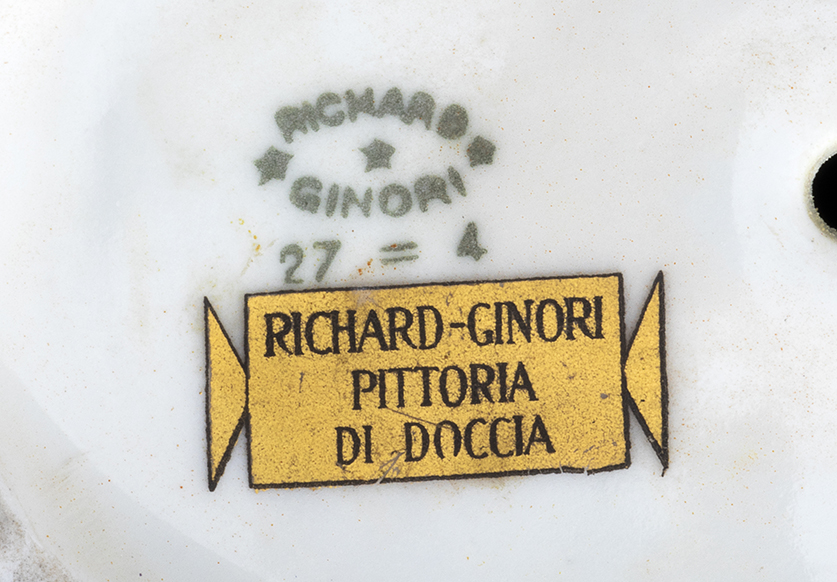 RICHARD
GINORI
27 = 4
RICHARD-GINORI
PITTORIA
DI DOCCIA